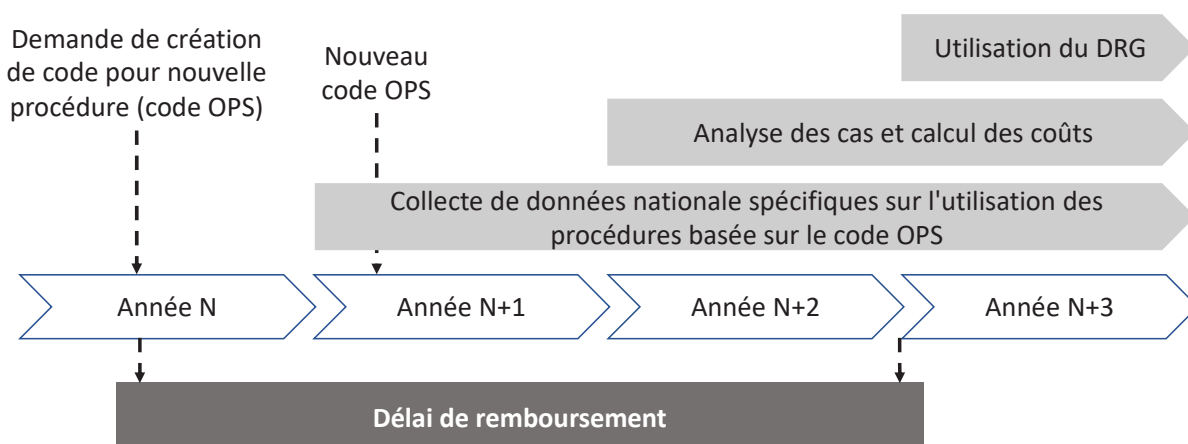 Demande de création
de code pour nouvelle
procédure (code OPS)
Nouveau
code OPS
Utilisation du DRG
Analyse des cas et calcul des coûts
Collecte de données nationale spécifiques sur l'utilisation des
procédures basée sur le code OPS
Année N
Année N+1
Année N+2
Année N+3
Délai de remboursement